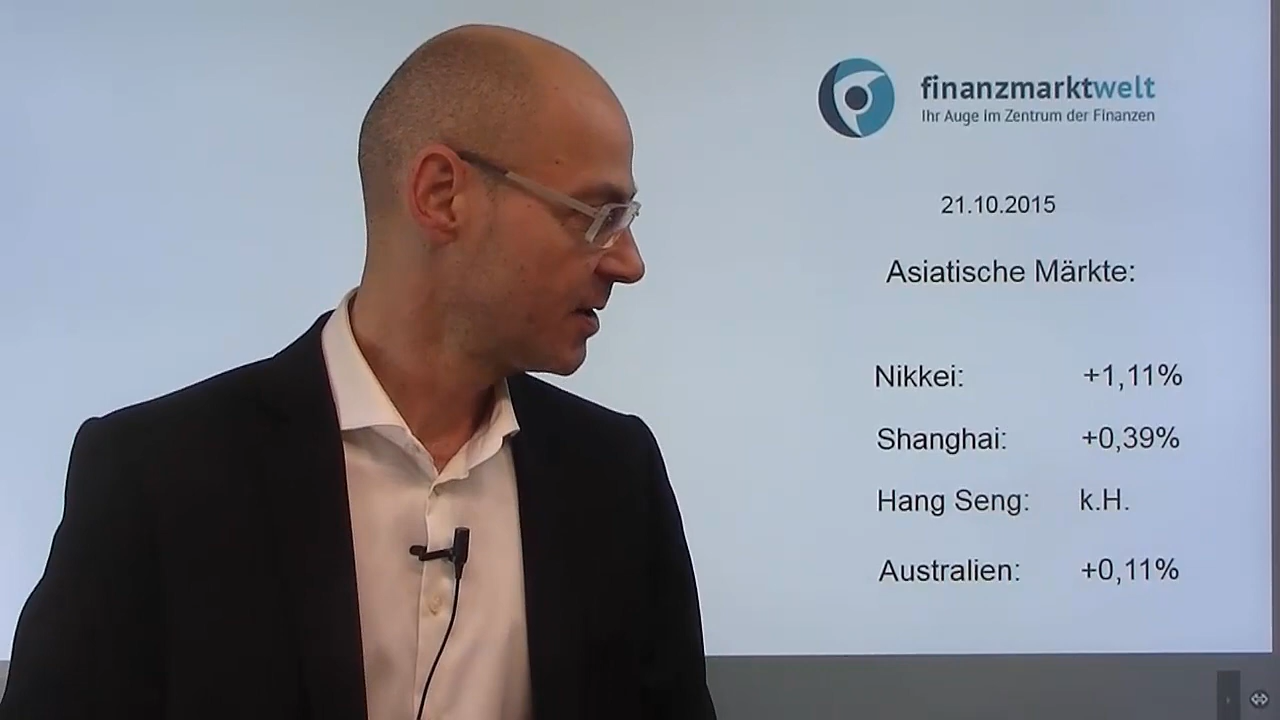 finanzmarktwelt
Ihr Auge im Zentrum der Finanzen
21.10.2015
Asiatische Märkte:
Nikkei: +1,11%
Shanghai: +0,39%
Hang Seng: k.H.
Australien: +0,11%